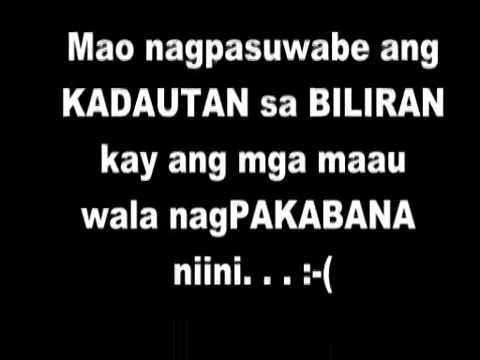 Mao nagpasuwabe ang
KADAUTAN sa BILIRAN
kay ang mga maau
wala nagPAKABANA
niini. . . :-(